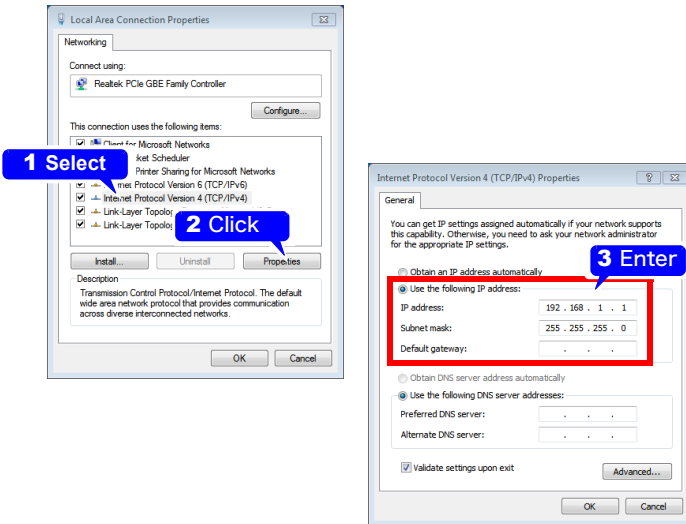 Local Area Connection Properties
Networking
Connect using:
Realtek PCIe GBE Family Controller
Configure...
This connection uses the following items:
Client for Microsoft Networks
1 Select
ket Scheduler
Printer Sharing for Microsoft Networks
Internet Protocol Version 6 (TCP/IPv6)
Internet Protocol Version 4 (TCP/IPv4)
Link-Layer Topolog
Link-Layer Topolog
2 Click
Install...
Uninstall
Properties
Description
Transmission Control Protocol/Internet Protocol. The default
wide area network protocol that provides communication
across diverse interconnected networks.
OK
Cancel
Internet Protocol Version 4 (TCP/IPv4) Properties
General
You can get IP settings assigned automatically if your network supports
this capability. Otherwise, you need to ask your network administrator
for the appropriate IP settings.
3 Enter
Obtain an IP address automatically
Use the following IP address:
IP address: 192 . 168 . 1 . 1
Subnet mask: 255 . 255 . 255 . 0
Default gateway: . . .
Obtain DNS server address automatically
Use the following DNS server addresses:
Preferred DNS server: . . .
Alternate DNS server: . . .
Validate settings upon exit
Advanced...
OK
Cancel